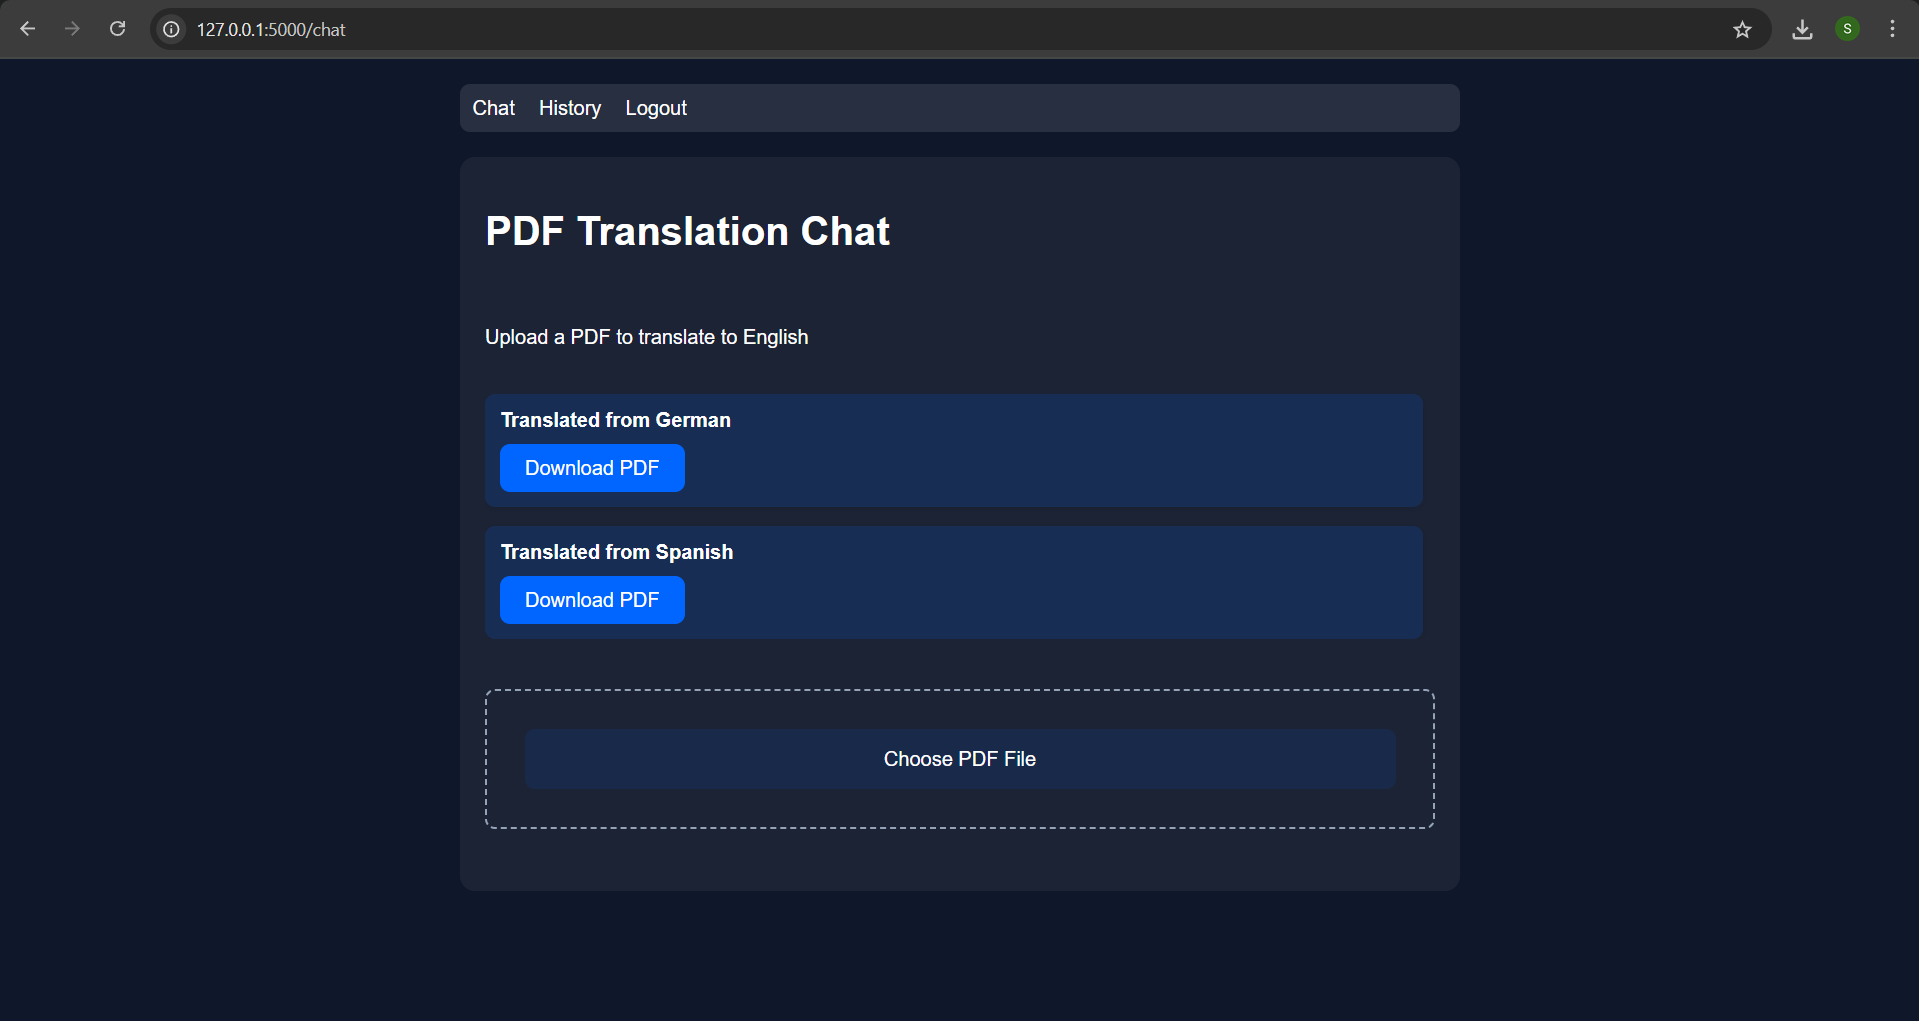 127.0.0.1:5000/chat
S
Chat History Logout
PDF Translation Chat
Upload a PDF to translate to English
Translated from German
Download PDF
Translated from Spanish
Download PDF
Choose PDF File